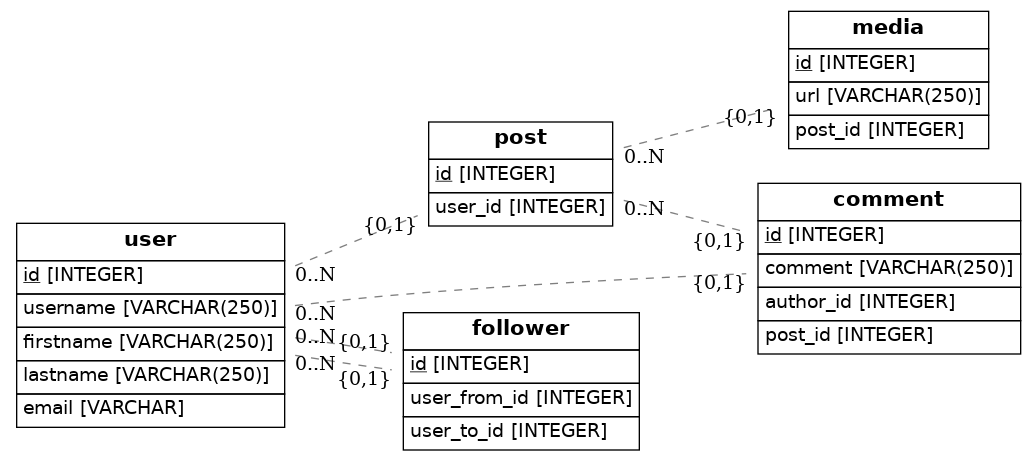 media
id [INTEGER]
url [VARCHAR(250)]
post_id [INTEGER]
{0,1}
0..N
post
id [INTEGER]
user_id [INTEGER]
0..N
{0,1}
comment
id [INTEGER]
comment [VARCHAR(250)]
author_id [INTEGER]
post_id [INTEGER]
{0,1}
0..N
user
id [INTEGER]
username [VARCHAR(250)]
firstname [VARCHAR(250)]
lastname [VARCHAR(250)]
email [VARCHAR]
0..N
{0,1}
0..N
{0,1}
0..N
{0,1}
follower
id [INTEGER]
user_from_id [INTEGER]
user_to_id [INTEGER]